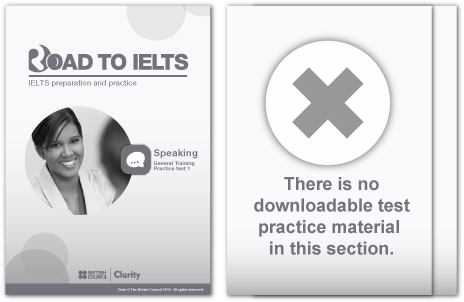 ROAD TO IELTS
IELTS preparation and practice
Speaking
General Training
Practice test 1
BRITISH COUNCIL Clarity
Data © The British Council 2012. All rights reserved.
There is no
downloadable test
practice material
in this section.